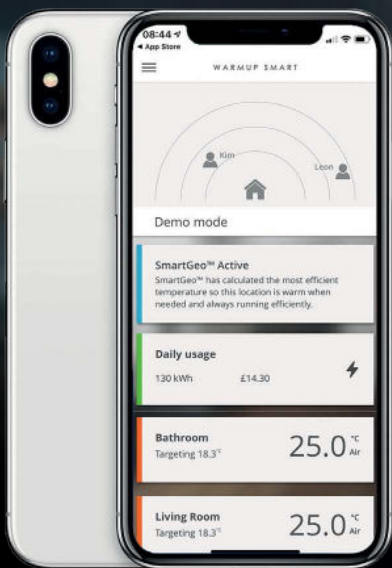 08:44
App Store
WARMUP SMART
Kim
Leon
Demo mode
SmartGeo™ Active
SmartGeo™ has calculated the most efficient
temperature so this location is warm when
needed and always running efficiently.
Daily usage
130 kWh £14.30
Bathroom
Targeting 18.3°
25.0 °C
Air
Living Room
Targeting 18.3°
25.0 °C
Air